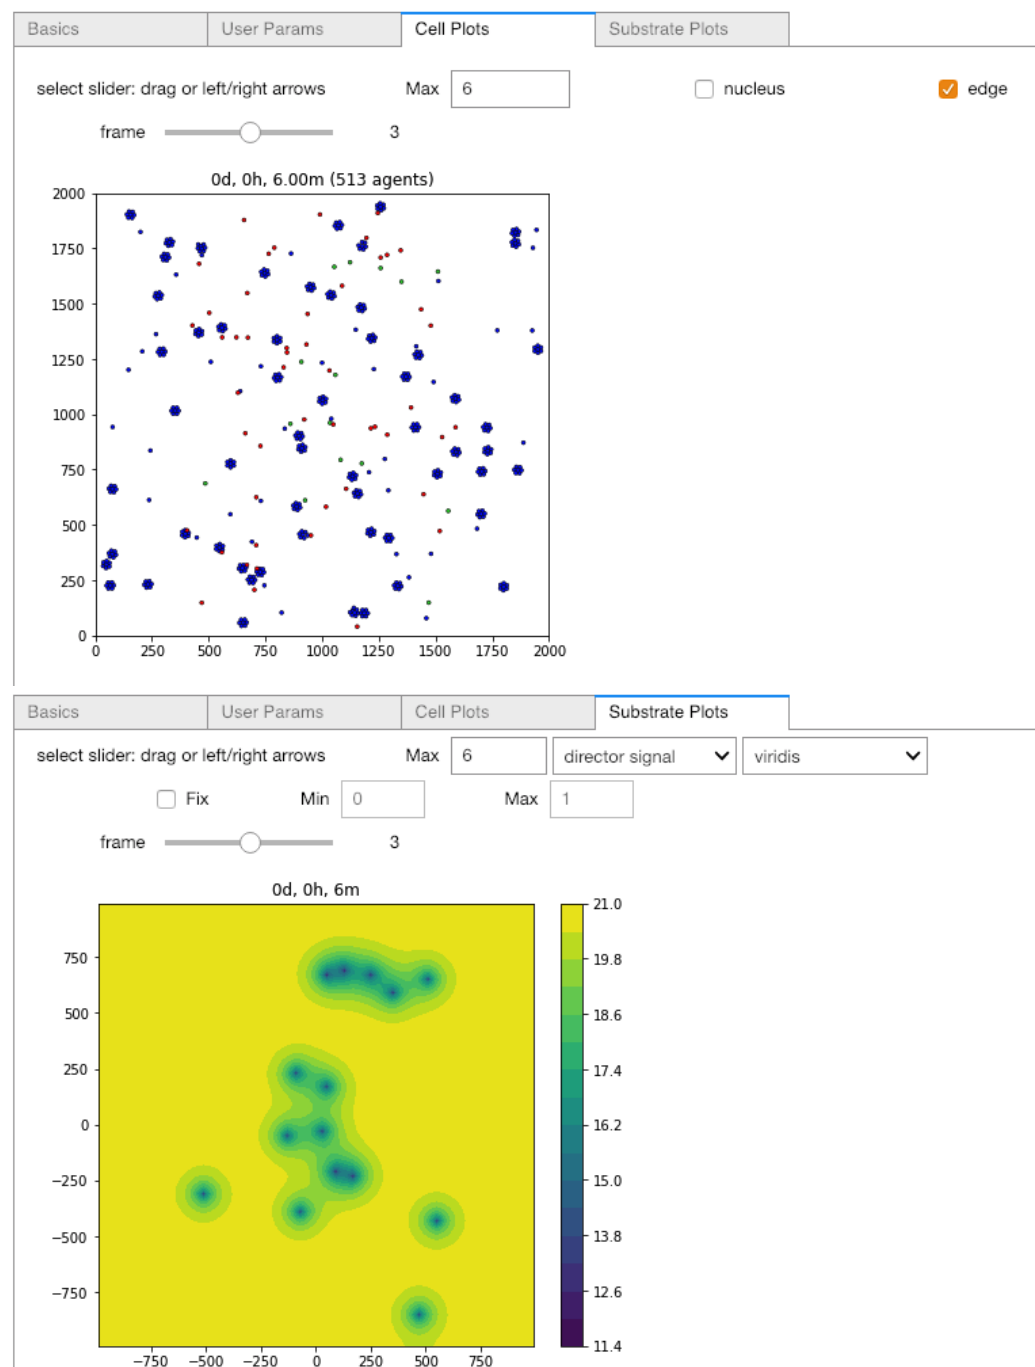 Basics User Params Cell Plots Substrate Plots
select slider: drag or left/right arrows Max 6 nucleus edge
frame 3
0d, 0h, 6.00m (513 agents)
2000
1750
1500
1250
1000
750
500
250
0
0 250 500 750 1000 1250 1500 1750 2000
Basics User Params Cell Plots Substrate Plots
select slider: drag or left/right arrows Max 6 director signal viridis
Fix Min 0 Max 1
frame 3
0d, 0h, 6m
21.0
750
19.8
500
18.6
250
17.4
0
16.2
−250
15.0
−500
13.8
−750
12.6
11.4
−750 −500 −250 0 250 500 750